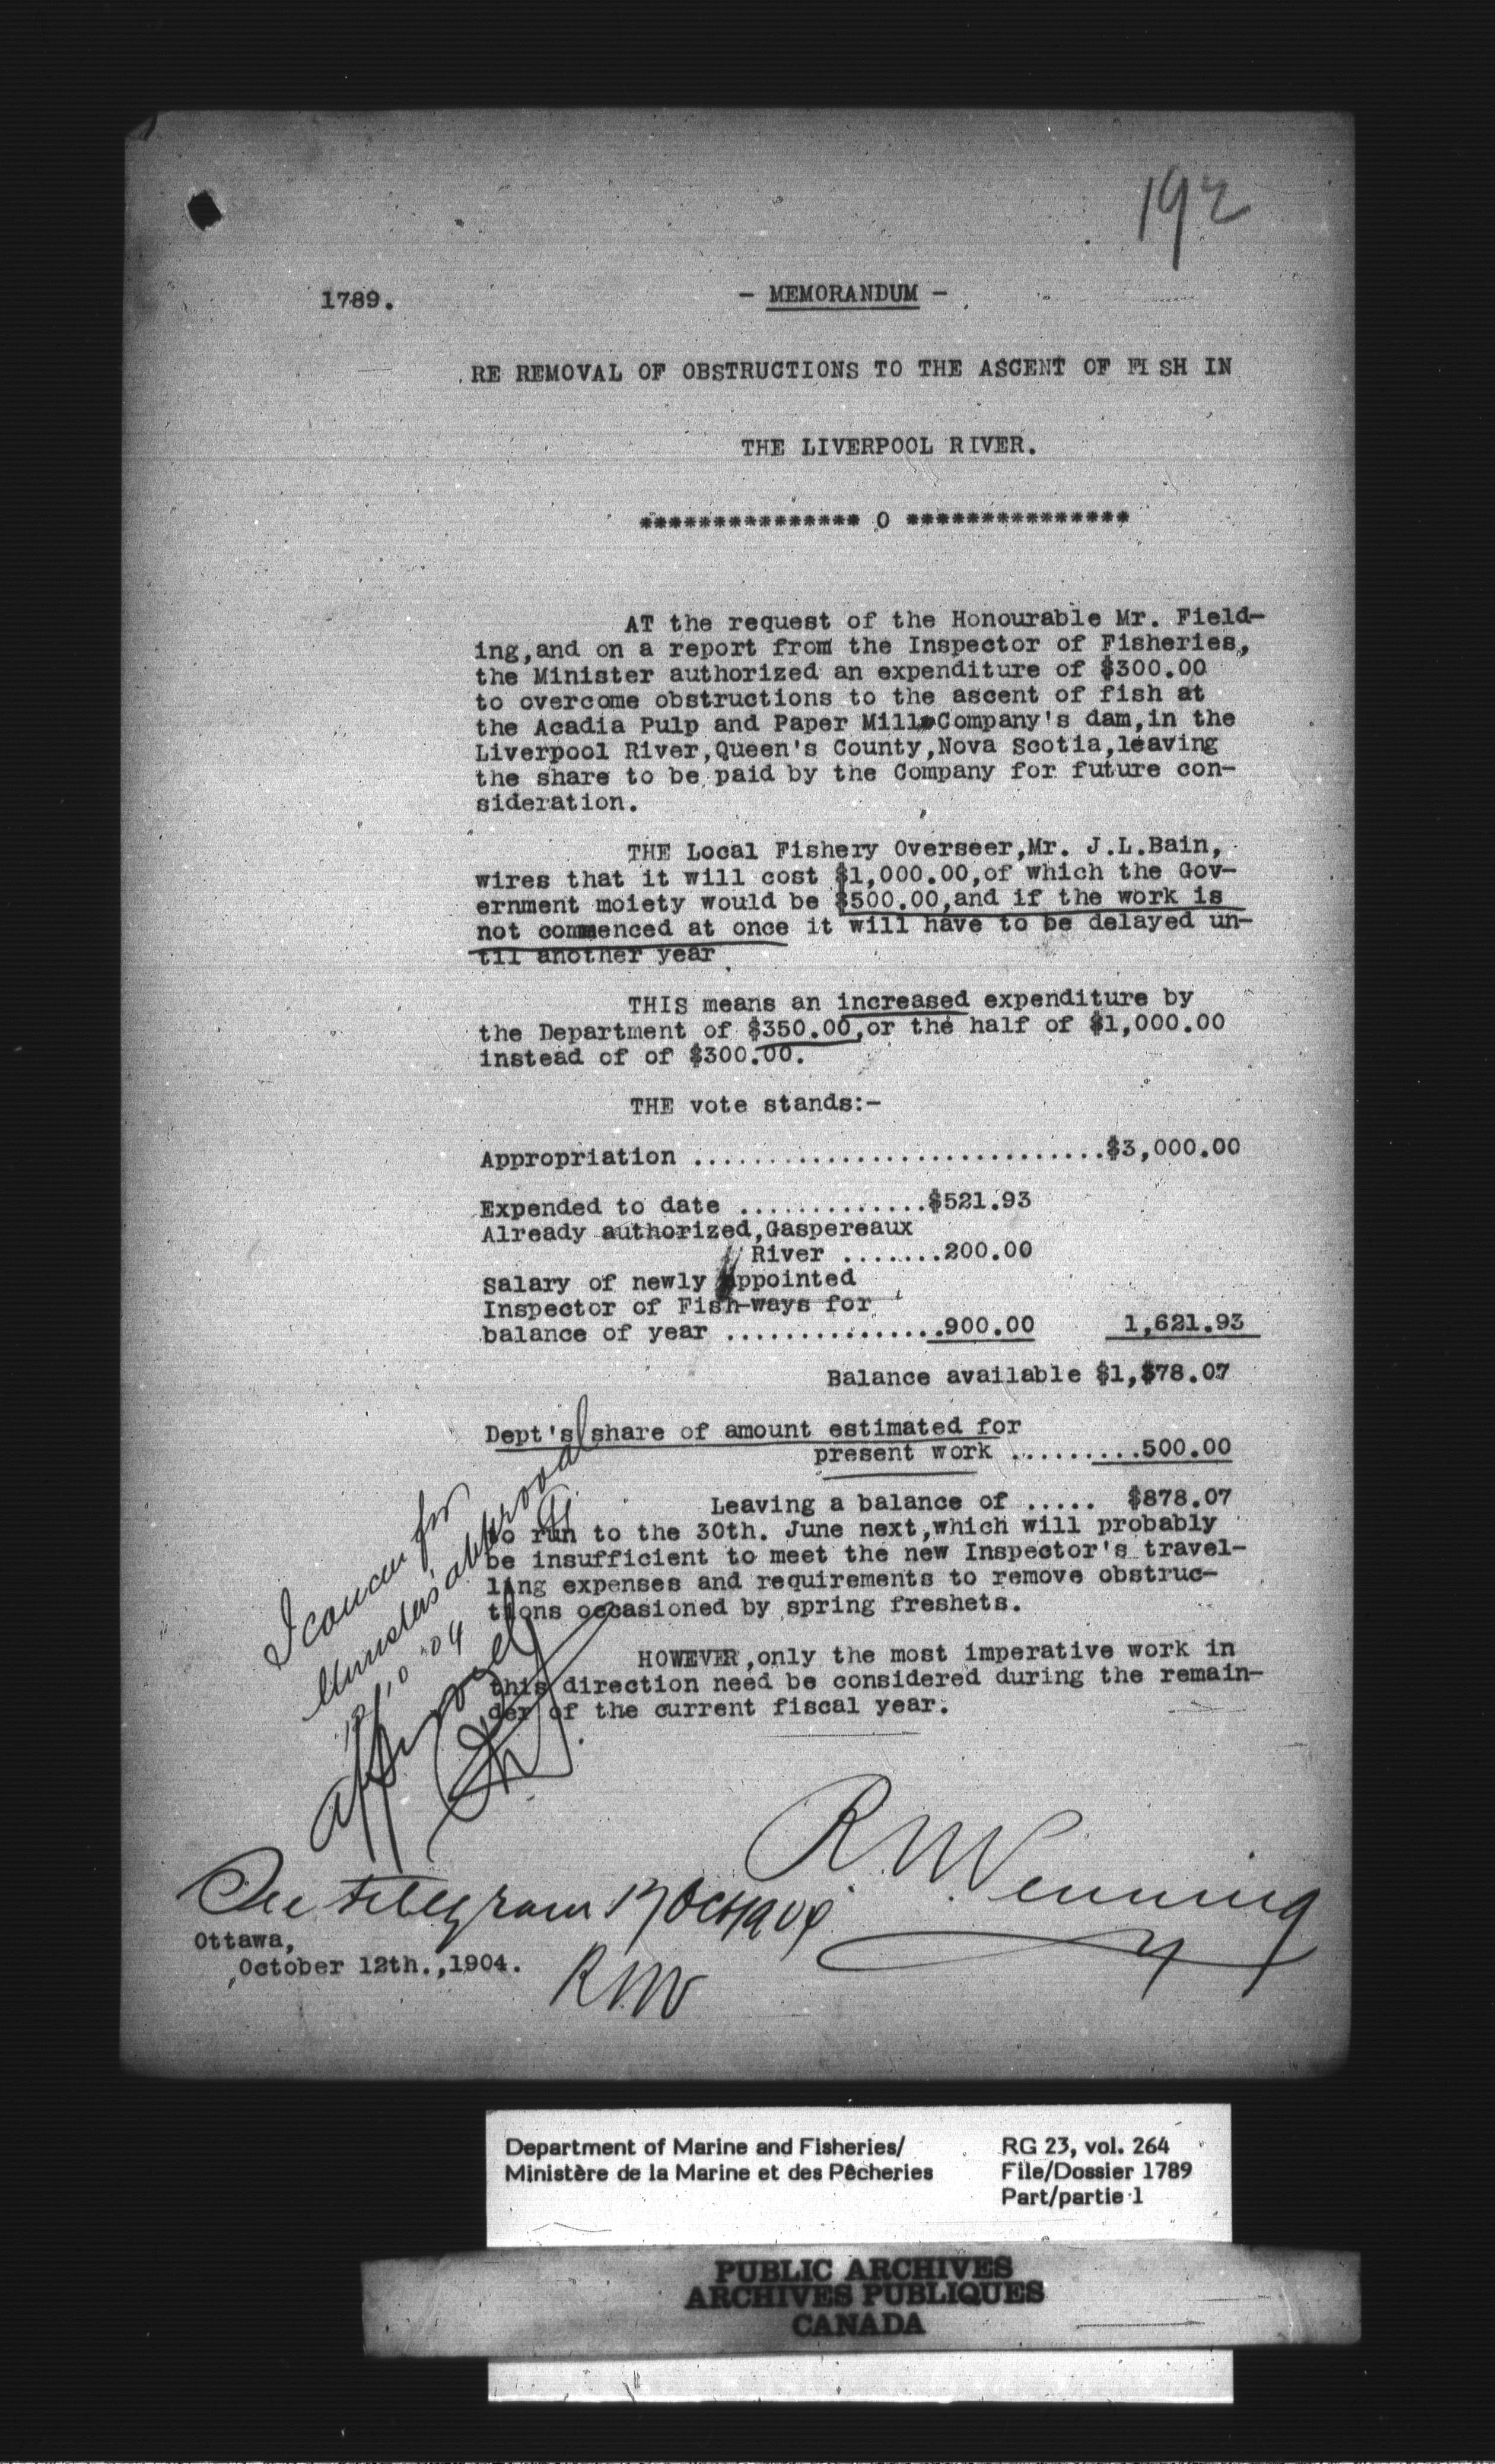 192
1789.
- MEMORANDUM -
RE REMOVAL OF OBSTRUCTIONS TO THE ASCENT OF FISH IN
THE LIVERPOOL RIVER.
*************** O ***************
AT the request of the Honourable Mr. Field-
ing,and on a report from the Inspector of Fisheries,
the Minister authorized an expenditure of $300.00
to overcome obstructions to the ascent of fish at
the Acadia Pulp and Paper Mills Company's dam,in the
Liverpool River,Queen's County,Nova Scotia,leaving
the share to be paid by the Company for future con-
sideration.
THE Local Fishery Overseer,Mr. J.L.Bain,
wires that it will cost $1,000.00,of which the Gov-
ernment moiety would be $500.00,and if the work is
not commenced at once it will have to be delayed un-
til another year.
THIS means an increased expenditure by
the Department of $350.00,or the half of $1,000.00
instead of of $300.00.
THE vote stands:-
Appropriation ............................$3,000.00
Expended to date .............$521.93
Already authorized,Gaspereaux
River .......200.00
Salary of newly appointed
Inspector of Fish-ways for
balance of year ...............900.00 1,621.93
Balance available $1,378.07
Dept's share of amount estimated for
present work .........500.00
Leaving a balance of ..... $878.07
to run to the 30th. June next,which will probably
be insufficient to meet the new Inspector's travel-
ling expenses and requirements to remove obstruc-
tions occasioned by spring freshets.
HOWEVER,only the most imperative work in
this direction need be considered during the remain-
der of the current fiscal year.
I concur for
Minister's approval
12.10.04
Approved
R. N. Venning
See telegram 17 Oct 1904
RNV
Ottawa,
October 12th.,1904.
Department of Marine and Fisheries/
Ministère de la Marine et des Pêcheries
RG 23, vol. 264
File/Dossier 1789
Part/partie 1
PUBLIC ARCHIVES
ARCHIVES PUBLIQUES
CANADA